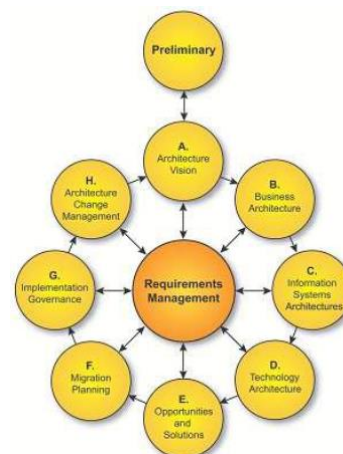 Preliminary
A.
Architecture
Vision
B.
Business
Architecture
C.
Information
Systems
Architectures
D.
Technology
Architecture
E.
Opportunities
and
Solutions
F.
Migration
Planning
G.
Implementation
Governance
H.
Architecture
Change
Management
Requirements
Management